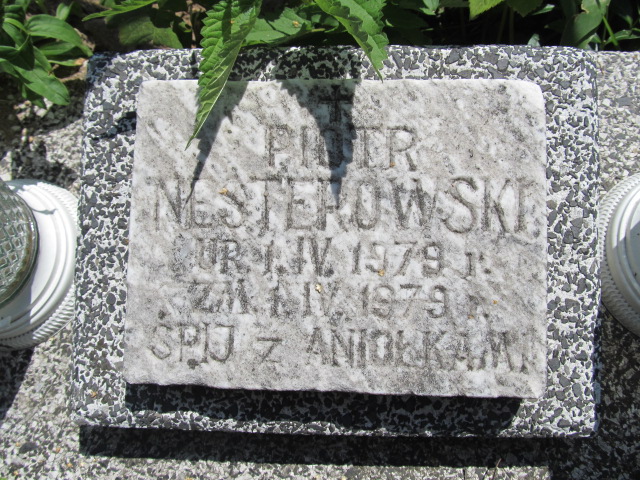 PIOTR
NESTEROWSKI
UR. 1. IV. 1979 r.
ZM. 1. IV. 1979 r.
ŚPIJ z ANIOŁKAMI